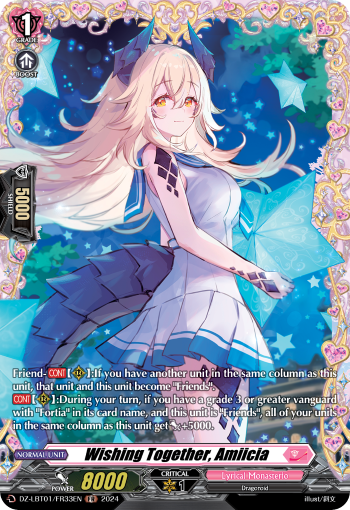 1
GRADE
BOOST
5000
SHIELD
Friend-CONT【RC】:If you have another unit in the same column as this
unit, that unit and this unit become "Friends".
CONT【RC】:During your turn, if you have a grade 3 or greater vanguard
with "Fortia" in its card name, and this unit is "Friends", all of your units
in the same column as this unit get +5000.
NORMAL UNIT
Wishing Together, Amiicia
POWER
8000
CRITICAL
1
Lyrical Monasterio
Dragoroid
DZ-LBT01/FR33EN FR 2024
illust/釧女